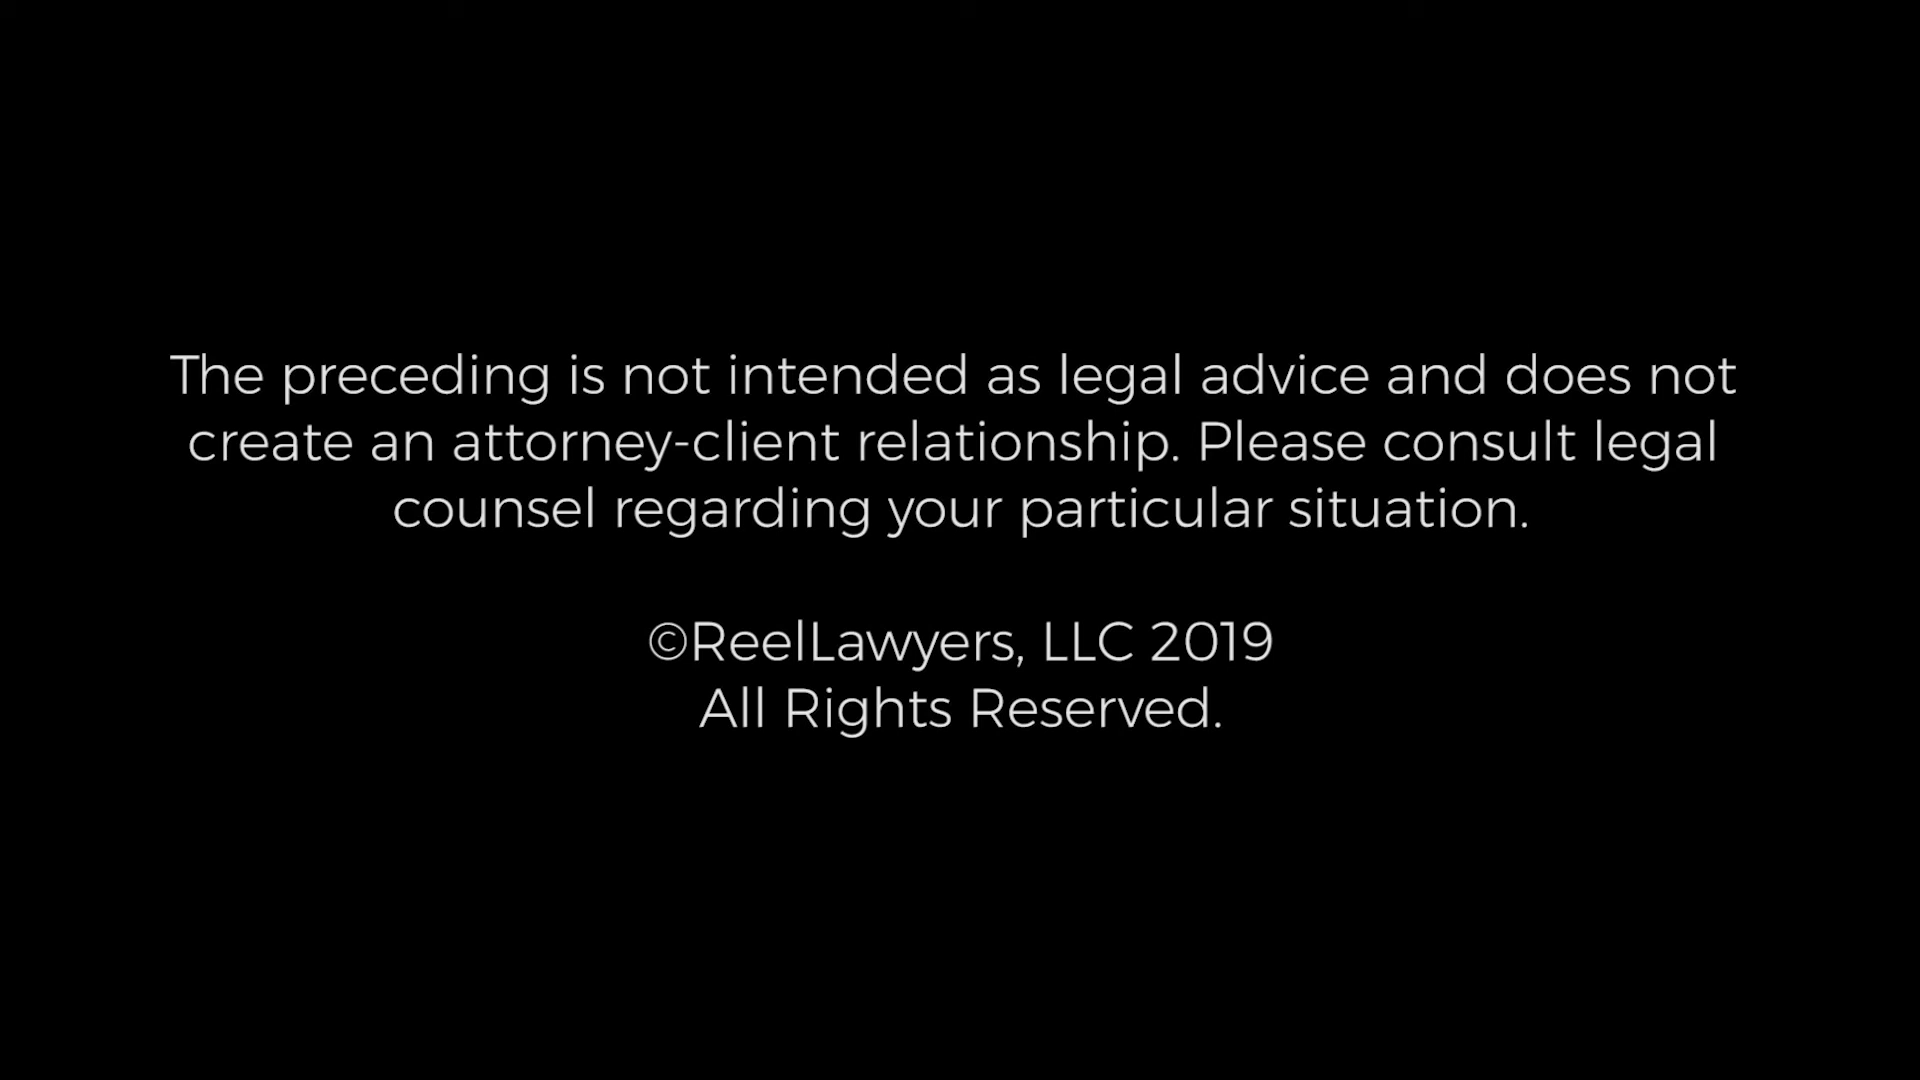 The preceding is not intended as legal advice and does not
create an attorney-client relationship. Please consult legal
counsel regarding your particular situation.
©ReelLawyers, LLC 2019
All Rights Reserved.